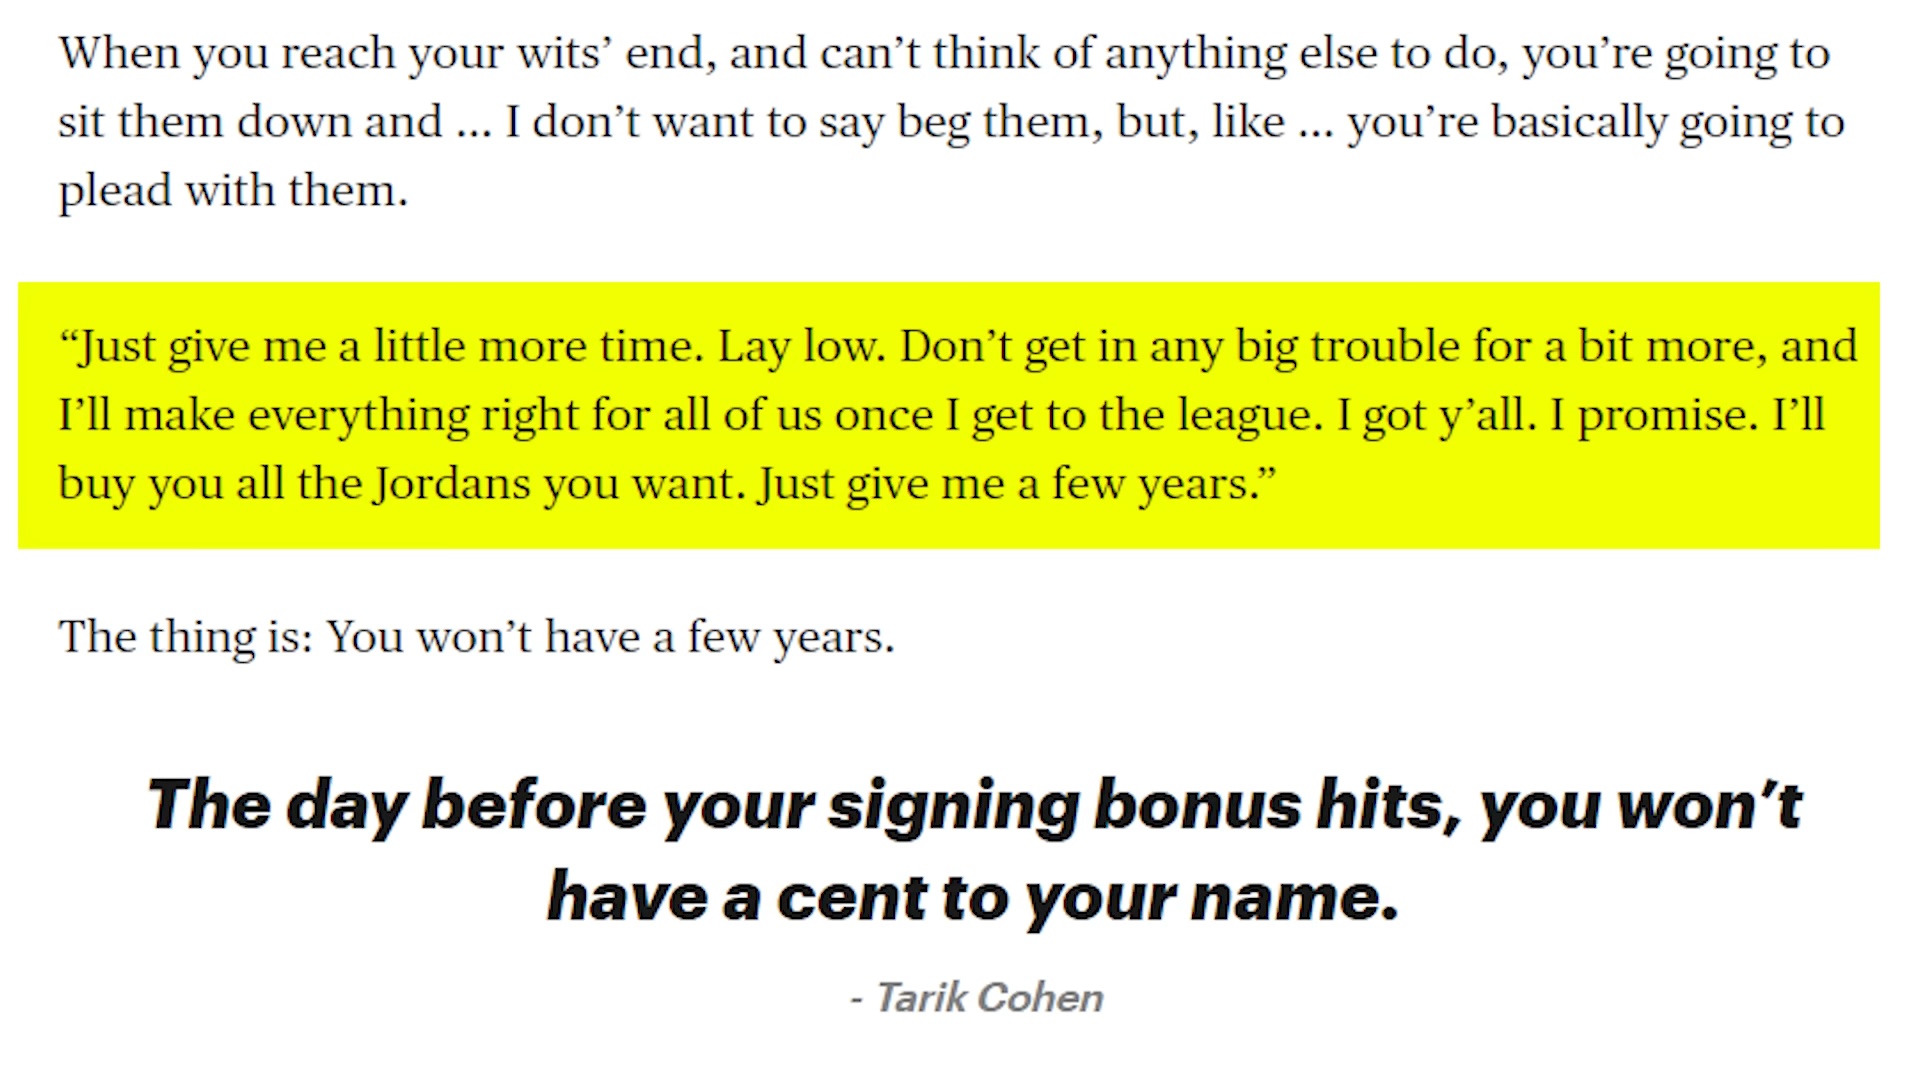 When you reach your wits’ end, and can’t think of anything else to do, you’re going to
sit them down and ... I don’t want to say beg them, but, like ... you’re basically going to
plead with them.
“Just give me a little more time. Lay low. Don’t get in any big trouble for a bit more, and
I’ll make everything right for all of us once I get to the league. I got y’all. I promise. I’ll
buy you all the Jordans you want. Just give me a few years.”
The thing is: You won’t have a few years.
The day before your signing bonus hits, you won’t
have a cent to your name.
- Tarik Cohen